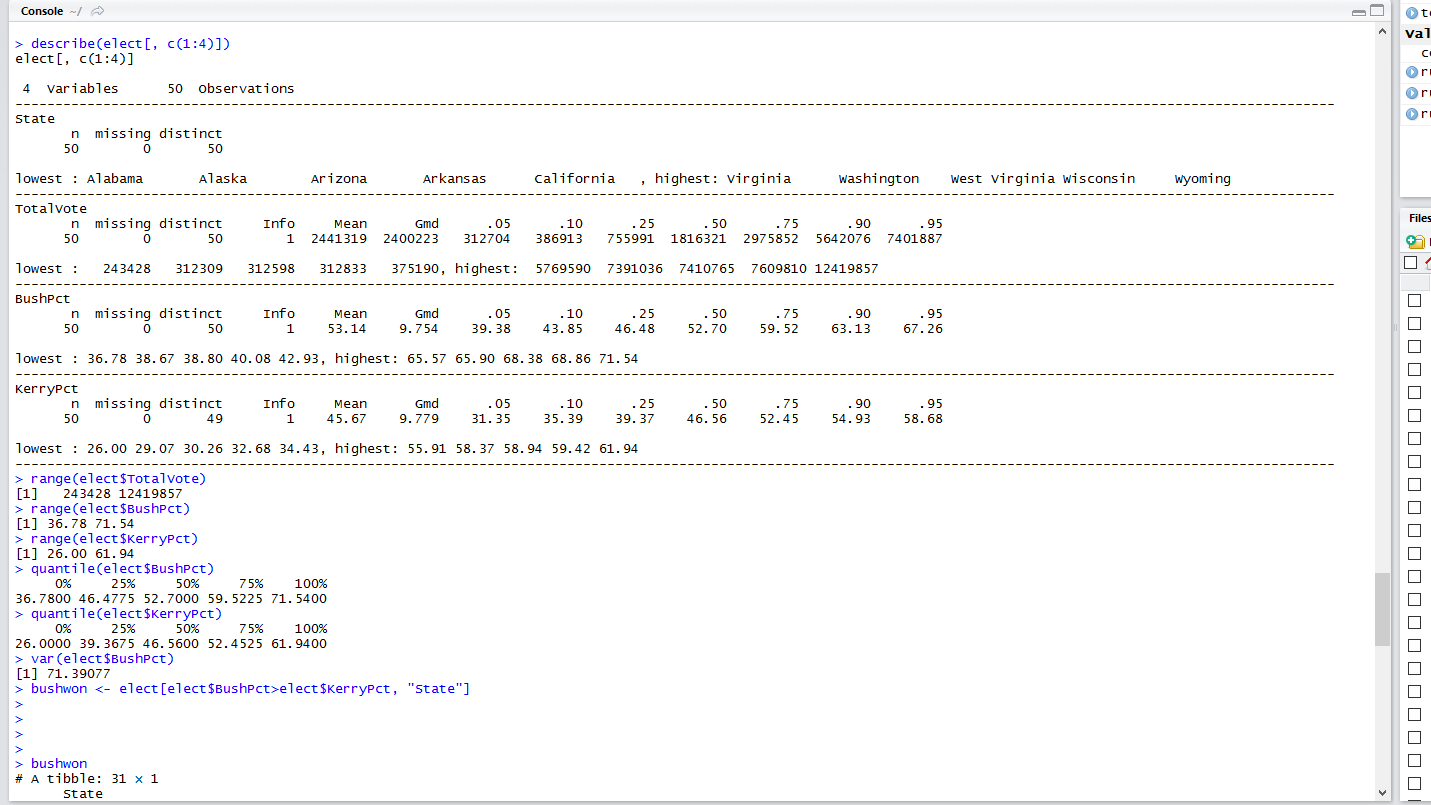 Console ~/
> describe(elect[, c(1:4)])
elect[, c(1:4)]
4 Variables 50 Observations
--------------------------------------------------------------------------------
State
n missing distinct
50 0 50
lowest : Alabama Alaska Arizona Arkansas California , highest: Virginia Washington West Virginia Wisconsin Wyoming
--------------------------------------------------------------------------------
TotalVote
n missing distinct Info Mean Gmd .05 .10 .25 .50 .75 .90 .95
50 0 50 1 2441319 2400223 312704 386913 755991 1816321 2975852 5642076 7401887
lowest : 243428 312309 312598 312833 375190, highest: 5769590 7391036 7410765 7609810 12419857
--------------------------------------------------------------------------------
BushPct
n missing distinct Info Mean Gmd .05 .10 .25 .50 .75 .90 .95
50 0 50 1 53.14 9.754 39.38 43.85 46.48 52.70 59.52 63.13 67.26
lowest : 36.78 38.67 38.80 40.08 42.93, highest: 65.57 65.90 68.38 68.86 71.54
--------------------------------------------------------------------------------
KerryPct
n missing distinct Info Mean Gmd .05 .10 .25 .50 .75 .90 .95
50 0 49 1 45.67 9.779 31.35 35.39 39.37 46.56 52.45 54.93 58.68
lowest : 26.00 29.07 30.26 32.68 34.43, highest: 55.91 58.37 58.94 59.42 61.94
--------------------------------------------------------------------------------
> range(elect$TotalVote)
[1] 243428 12419857
> range(elect$BushPct)
[1] 36.78 71.54
> range(elect$KerryPct)
[1] 26.00 61.94
> quantile(elect$BushPct)
0% 25% 50% 75% 100%
36.7800 46.4775 52.7000 59.5225 71.5400
> quantile(elect$KerryPct)
0% 25% 50% 75% 100%
26.0000 39.3675 46.5600 52.4525 61.9400
> var(elect$BushPct)
[1] 71.39077
> bushwon <- elect[elect$BushPct>elect$KerryPct, "State"]
>
>
>
>
> bushwon
# A tibble: 31 × 1
State
Val
Files